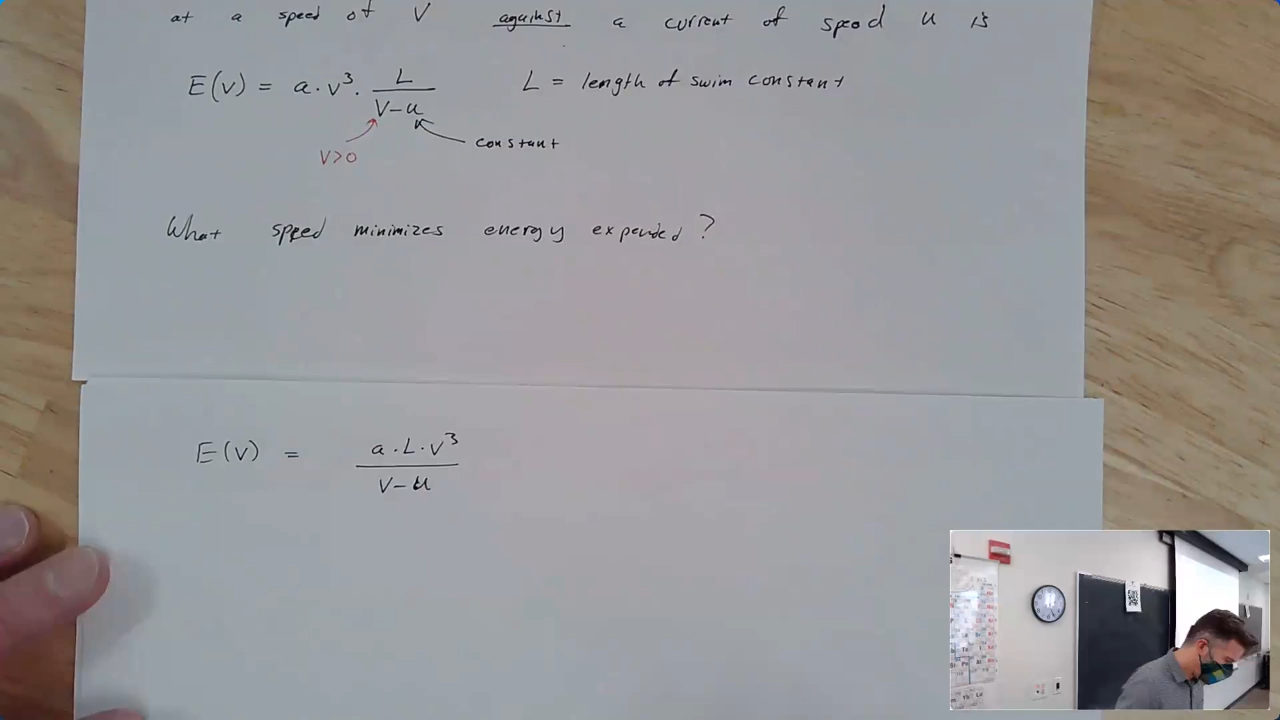 at a speed of V against a current of speed u is
E(v) = a · v³ · L / (V-u) L = length of swim constant
V>0 constant
What speed minimizes energy expended?
E(v) = a · L · v³ / (V-u)